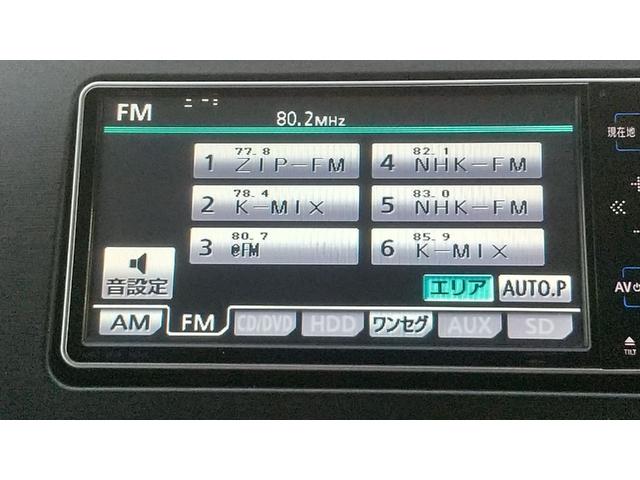 FM
80.2MHz
77.8
1 ZIP-FM
82.1
4 NHK-FM
78.4
2 K-MIX
83.0
5 NHK-FM
80.7
3 @FM
85.9
6 K-MIX
音設定
エリア AUTO.P
AM FM CD/DVD HDD ワンセグ AUX SD
現在地
AV
TILT